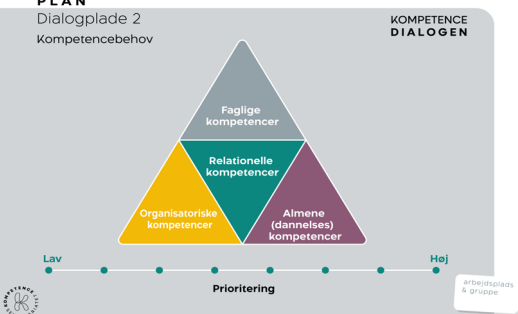 PLAN
Dialogplade 2
Kompetencebehov
KOMPETENCE
DIALOGEN
Faglige
kompetencer
Relationelle
kompetencer
Organisatoriske
kompetencer
Almene
(dannelses)
kompetencer
Lav
Høj
Prioritering
arbejdsplads
& gruppe
KOMPETENCE